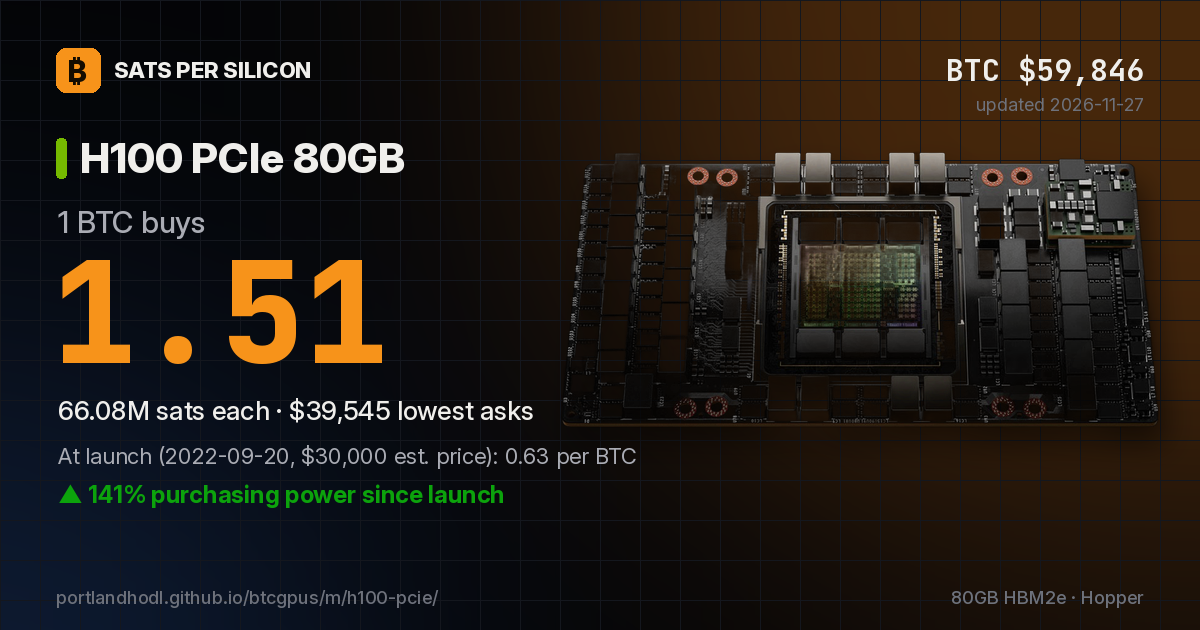 ₿ SATS PER SILICON
BTC $59,846
updated 2026-11-27
H100 PCIe 80GB
1 BTC buys
1.51
66.08M sats each · $39,545 lowest asks
At launch (2022-09-20, $30,000 est. price): 0.63 per BTC
▲ 141% purchasing power since launch
portlandhodl.github.io/btcgpus/m/h100-pcie/
80GB HBM2e · Hopper